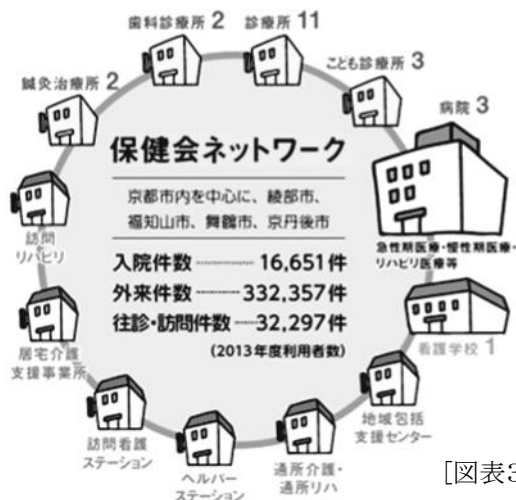 歯科診療所 2
診療所 11
こども診療所 3
鍼灸治療所 2
病院 3
急性期医療・慢性期医療・
リハビリ医療等
保健会ネットワーク
京都市内を中心に、綾部市、
福知山市、舞鶴市、京丹後市
入院件数 16,651件
外来件数 332,357件
往診・訪問件数 32,297件
(2013年度利用者数)
訪問
リハビリ
看護学校 1
居宅介護
支援事業所
地域包括
支援センター
訪問看護
ステーション
ヘルパー
ステーション
通所介護・
通所リハ
[図表3